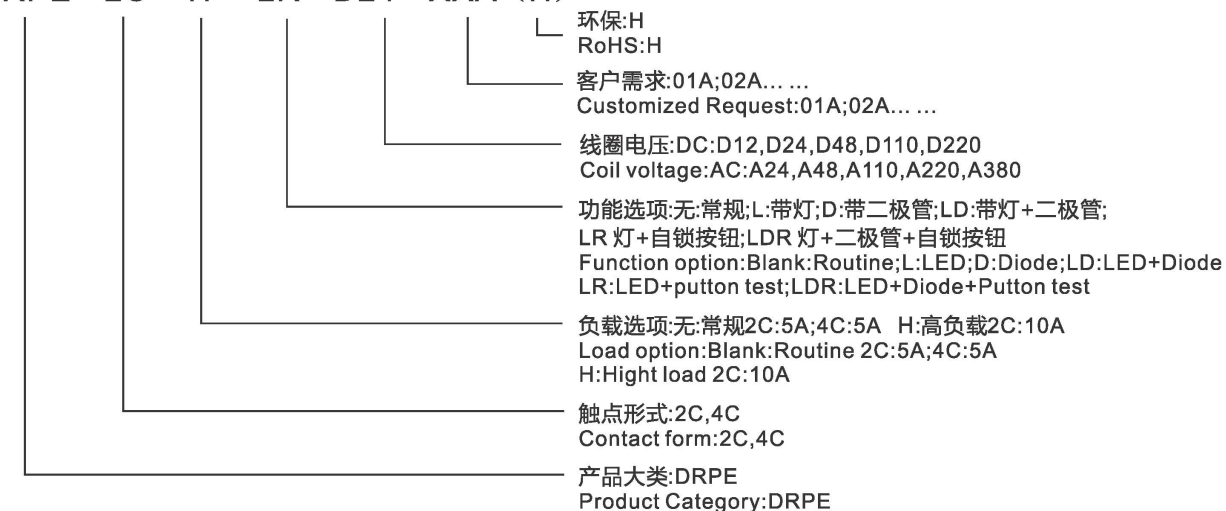 环保:H
RoHS:H
客户需求:01A;02A... ...
Customized Request:01A;02A... ...
线圈电压:DC:D12,D24,D48,D110,D220
Coil voltage:AC:A24,A48,A110,A220,A380
功能选项:无:常规;L:带灯;D:带二极管;LD:带灯+二极管;
LR 灯+自锁按钮;LDR 灯+二极管+自锁按钮
Function option:Blank:Routine;L:LED;D:Diode;LD:LED+Diode
LR:LED+putton test;LDR:LED+Diode+Putton test
负载选项:无:常规2C:5A;4C:5A H:高负载2C:10A
Load option:Blank:Routine 2C:5A;4C:5A
H:Hight load 2C:10A
触点形式:2C,4C
Contact form:2C,4C
产品大类:DRPE
Product Category:DRPE